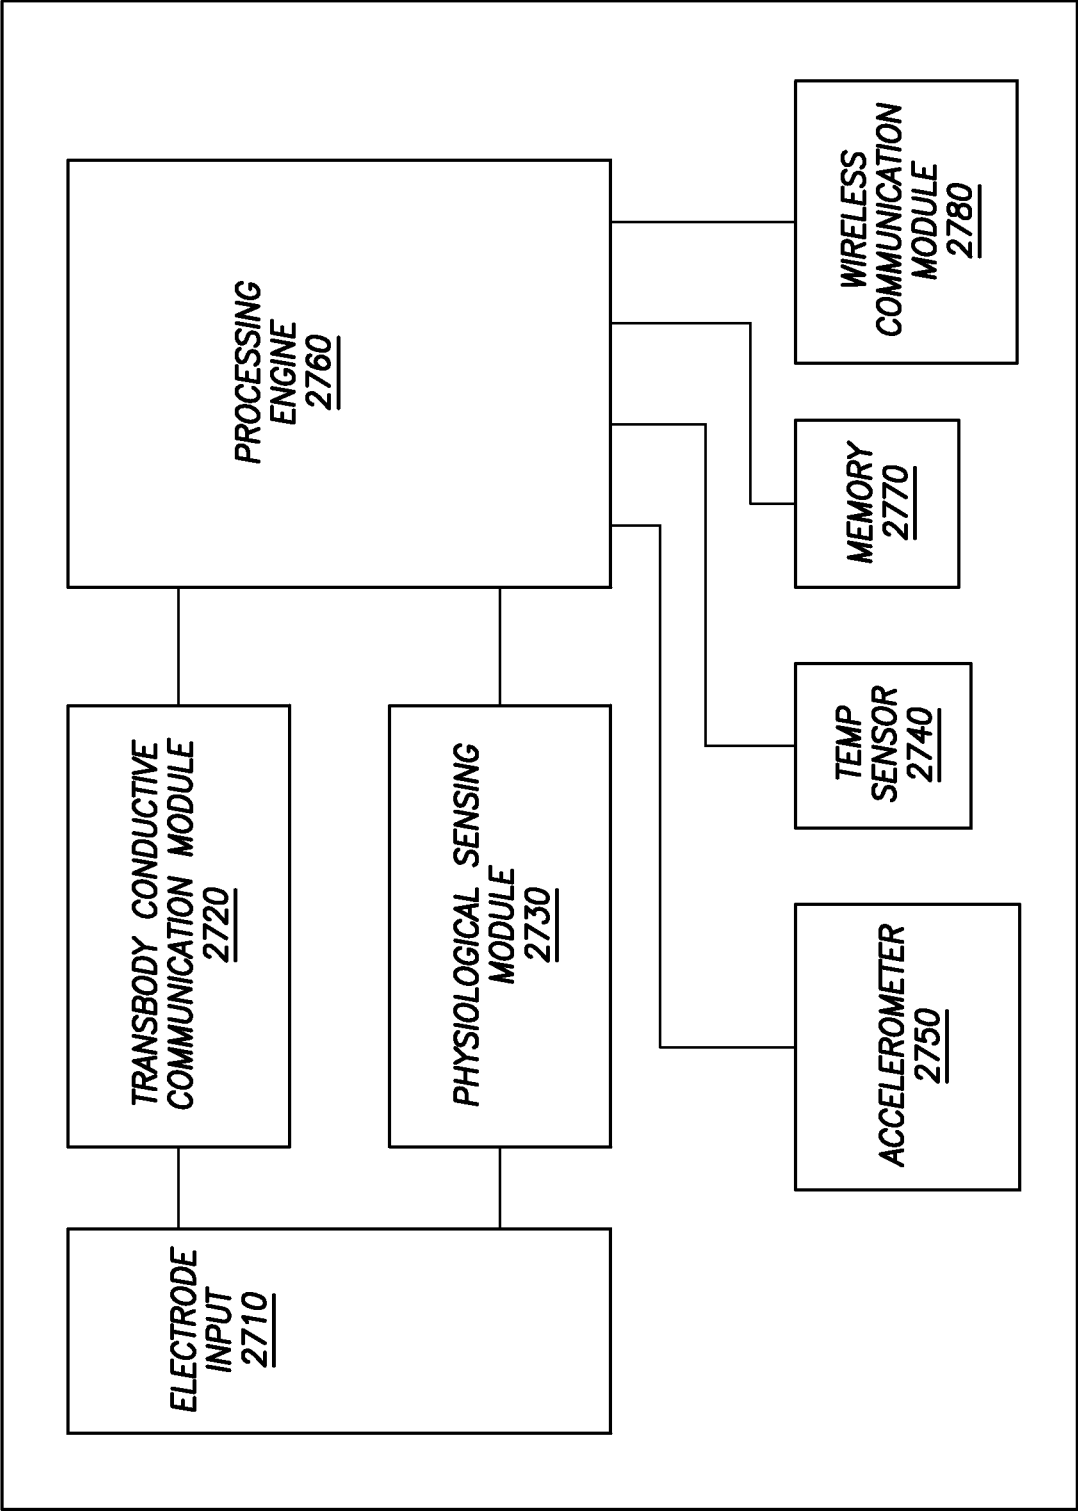 ELECTRODE
INPUT
2710
TRANSBODY CONDUCTIVE
COMMUNICATION MODULE
2720
PHYSIOLOGICAL SENSING
MODULE
2730
PROCESSING
ENGINE
2760
ACCELEROMETER
2750
TEMP
SENSOR
2740
MEMORY
2770
WIRELESS
COMMUNICATION
MODULE
2780